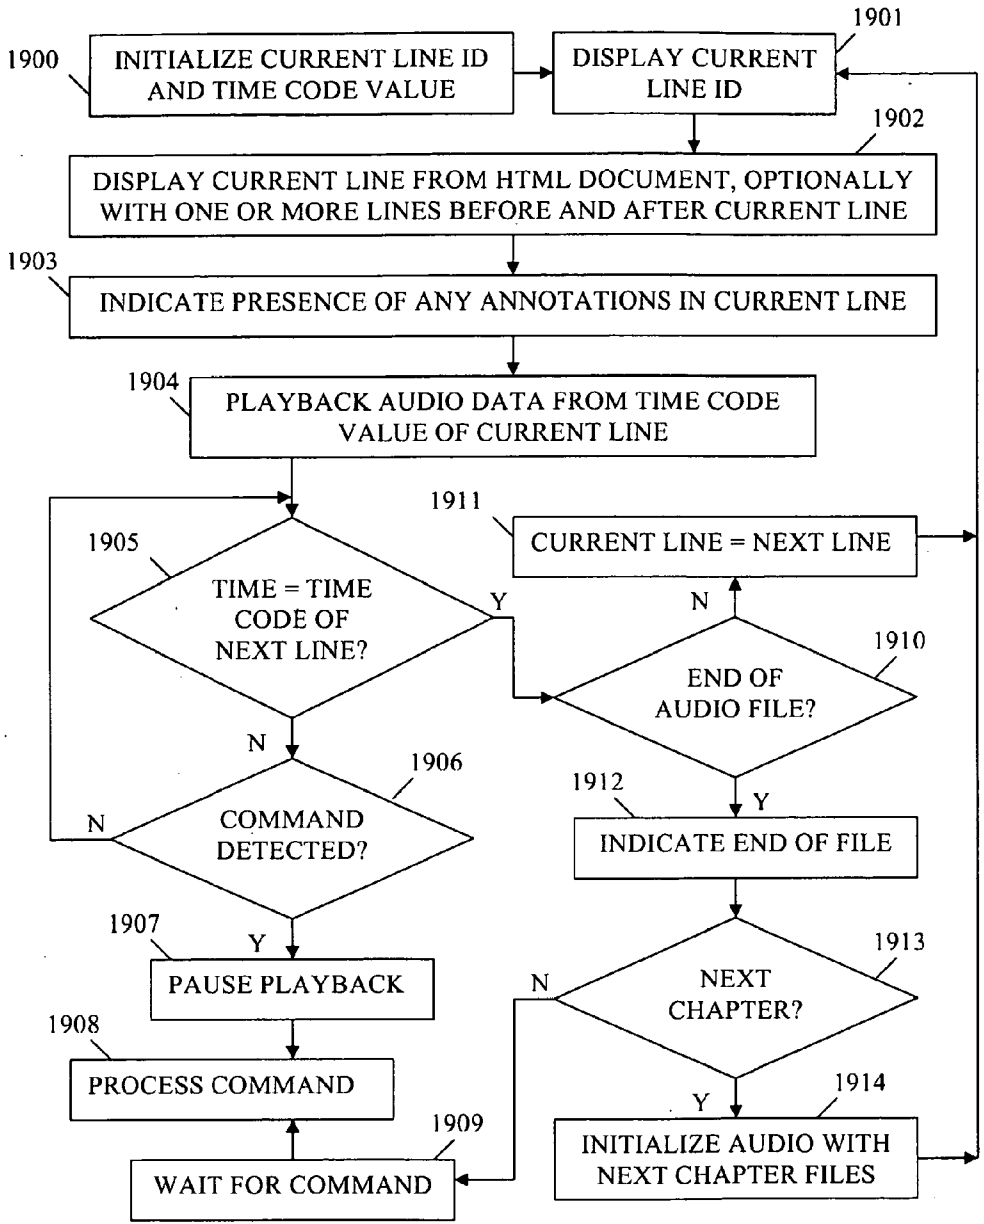 1900
INITIALIZE CURRENT LINE ID
AND TIME CODE VALUE
1901
DISPLAY CURRENT
LINE ID
1902
DISPLAY CURRENT LINE FROM HTML DOCUMENT, OPTIONALLY
WITH ONE OR MORE LINES BEFORE AND AFTER CURRENT LINE
1903
INDICATE PRESENCE OF ANY ANNOTATIONS IN CURRENT LINE
1904
PLAYBACK AUDIO DATA FROM TIME CODE
VALUE OF CURRENT LINE
1905
TIME = TIME
CODE OF
NEXT LINE?
Y
N
1906
COMMAND
DETECTED?
N
Y
1907
PAUSE PLAYBACK
1908
PROCESS COMMAND
1909
WAIT FOR COMMAND
1911
CURRENT LINE = NEXT LINE
N
1910
END OF
AUDIO FILE?
Y
1912
INDICATE END OF FILE
1913
NEXT
CHAPTER?
N
Y
1914
INITIALIZE AUDIO WITH
NEXT CHAPTER FILES